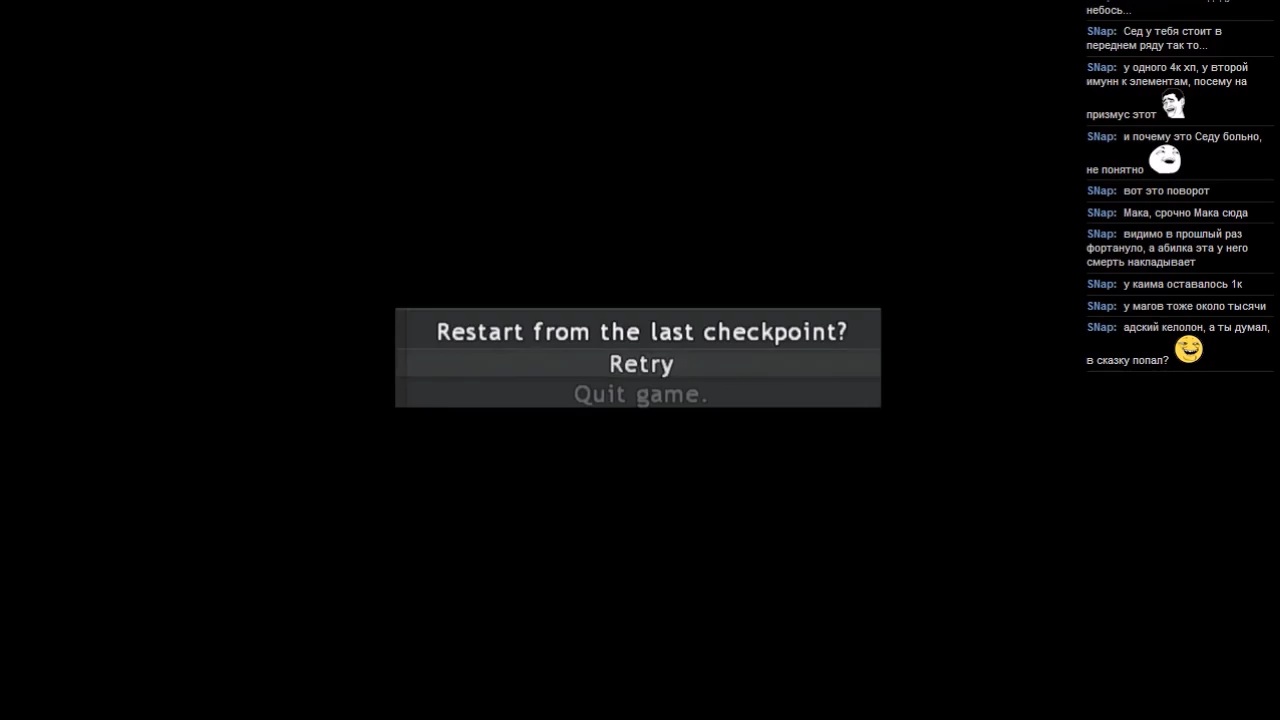 небось...
SNap: Сед у тебя стоит в
переднем ряду так то...
SNap: у одного 4к хп, у второй
имунн к элементам, посему на
призмус этот
SNap: и почему это Седу больно,
не понятно
SNap: вот это поворот
SNap: Мака, срочно Мака сюда
SNap: видимо в прошлый раз
фортануло, а абилка эта у него
смерть накладывает
SNap: у каима оставалось 1к
SNap: у магов тоже около тысячи
SNap: адский келолон, а ты думал,
в сказку попал?
Restart from the last checkpoint?
Retry
Quit game.